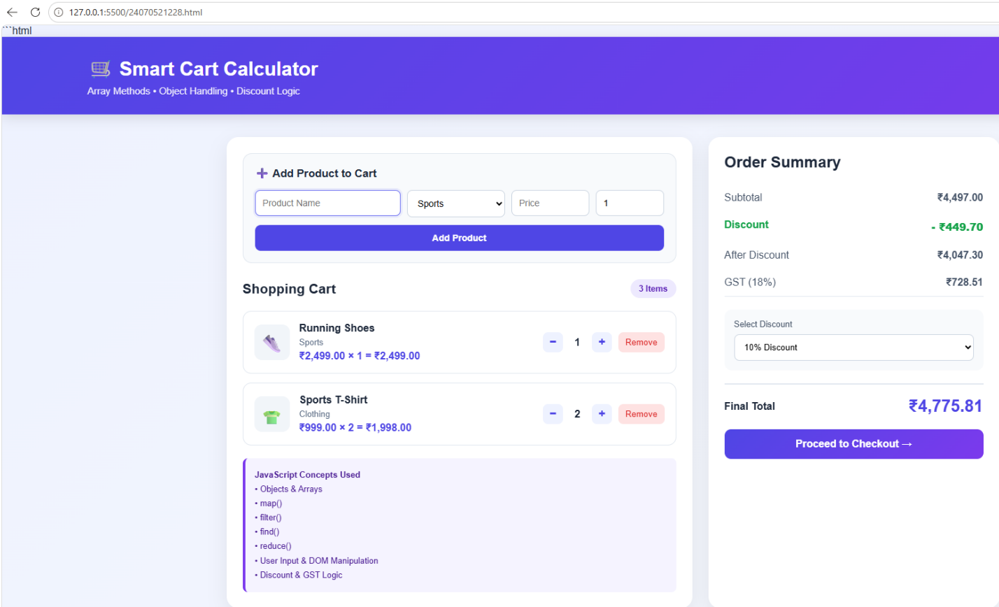 127.0.0.1:5500/24070521228.html
```html
Smart Cart Calculator
Array Methods • Object Handling • Discount Logic
Add Product to Cart
Product Name Sports Price 1
Add Product
Shopping Cart 3 Items
Running Shoes
Sports
₹2,499.00 × 1 = ₹2,499.00
− 1 + Remove
Sports T-Shirt
Clothing
₹999.00 × 2 = ₹1,998.00
− 2 + Remove
JavaScript Concepts Used
• Objects & Arrays
• map()
• filter()
• find()
• reduce()
• User Input & DOM Manipulation
• Discount & GST Logic
Order Summary
Subtotal ₹4,497.00
Discount - ₹449.70
After Discount ₹4,047.30
GST (18%) ₹728.51
Select Discount
10% Discount
Final Total ₹4,775.81
Proceed to Checkout →